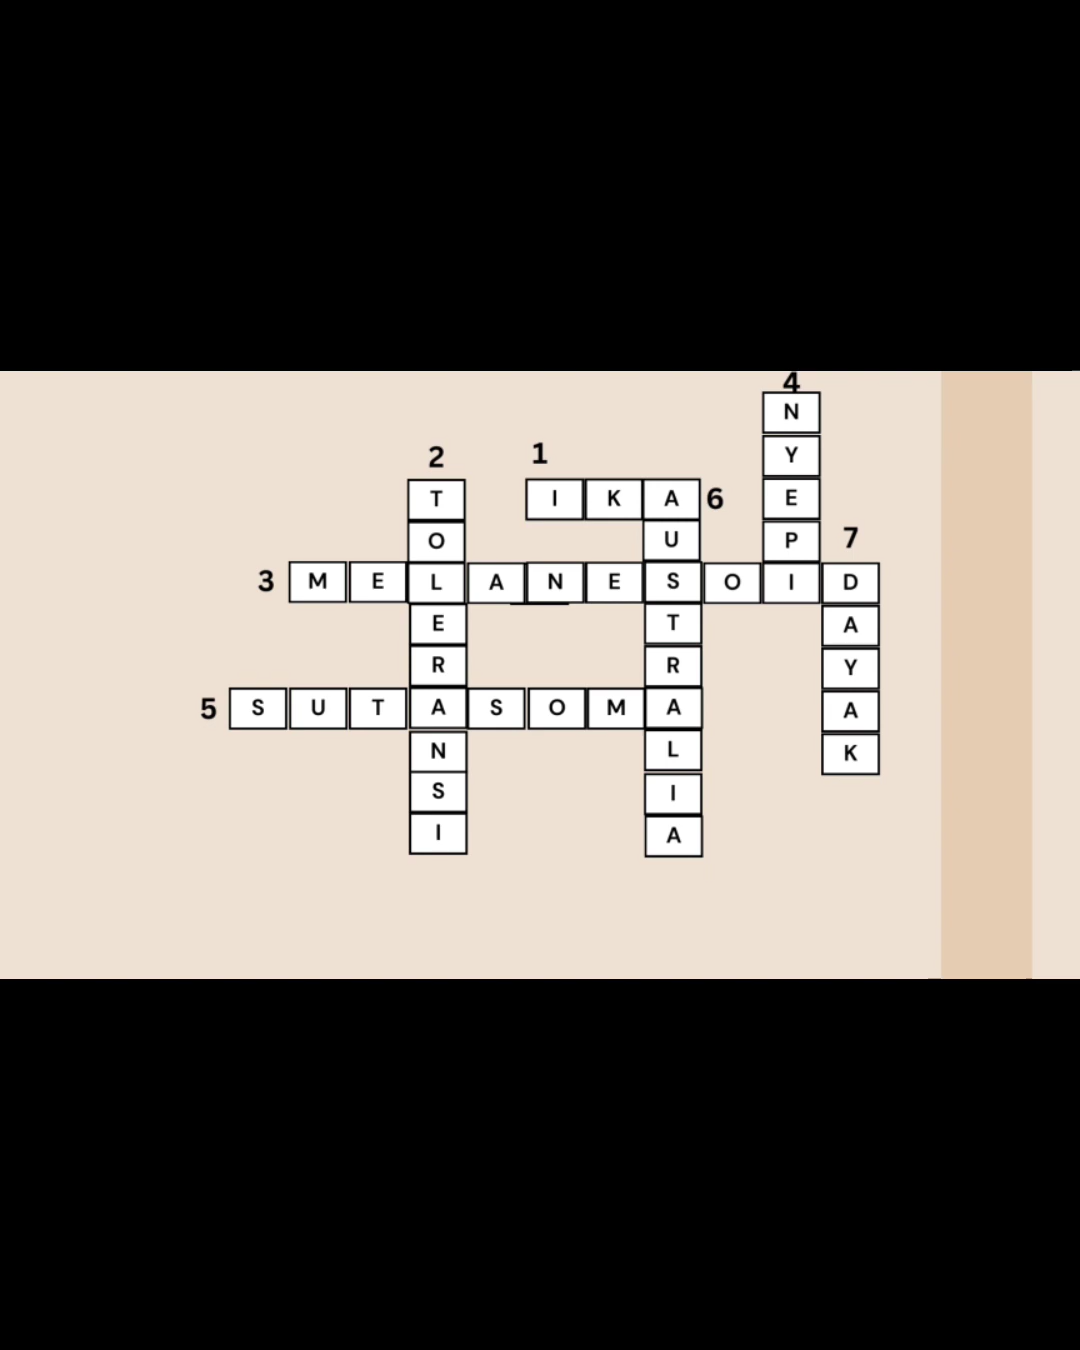 4
N
Y
2 1
T I K A 6 E
O U P 7
3 M E L A N E S O I D
E T A
R R Y
5 S U T A S O M A A
N L K
S I
I A